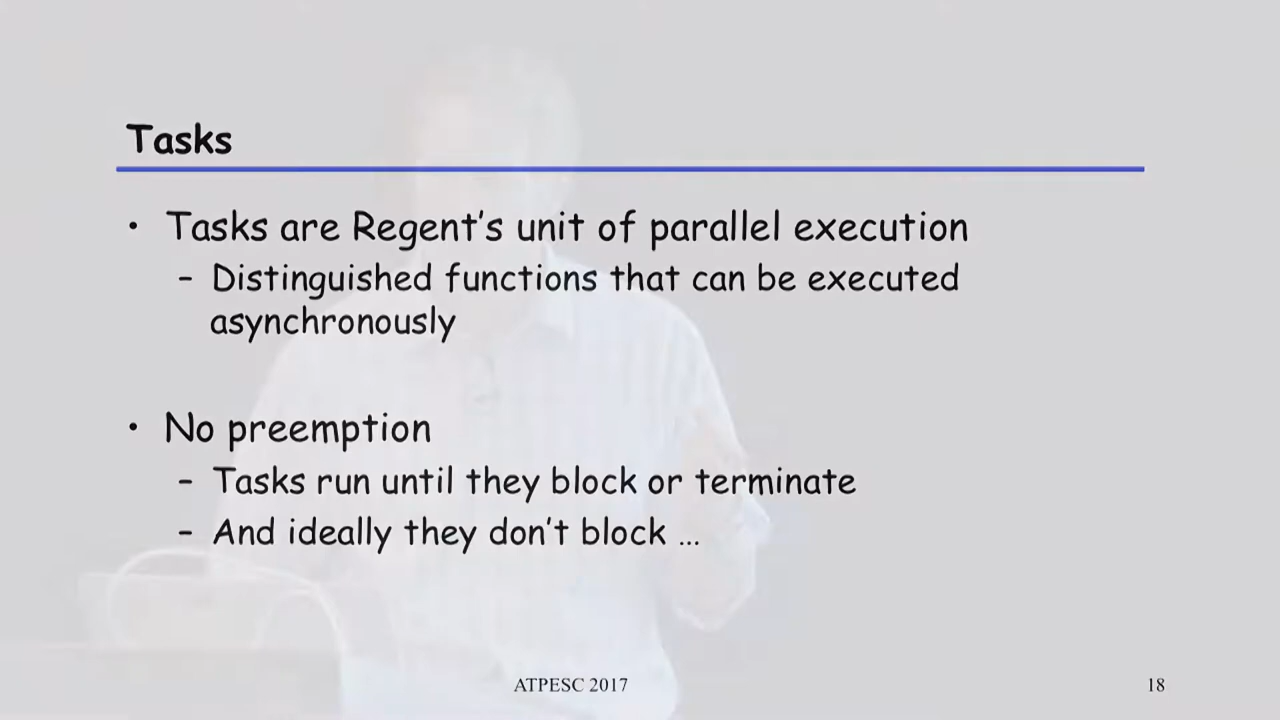 Tasks
• Tasks are Regent's unit of parallel execution
– Distinguished functions that can be executed
asynchronously
• No preemption
– Tasks run until they block or terminate
– And ideally they don't block ...
ATPESC 2017
18